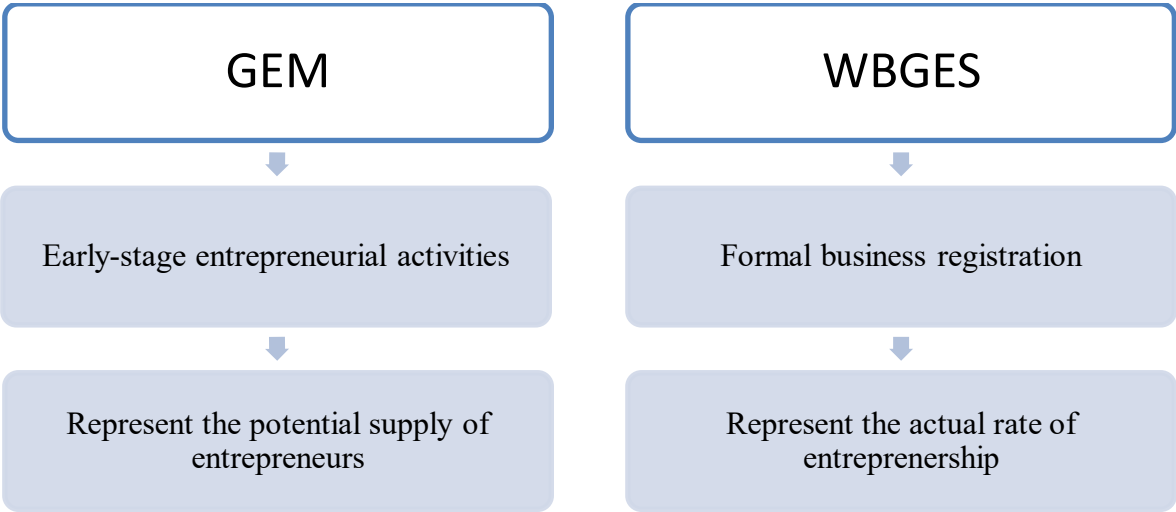 GEM
Early-stage entrepreneurial activities
Represent the potential supply of
entrepreneurs
WBGES
Formal business registration
Represent the actual rate of
entreprenership